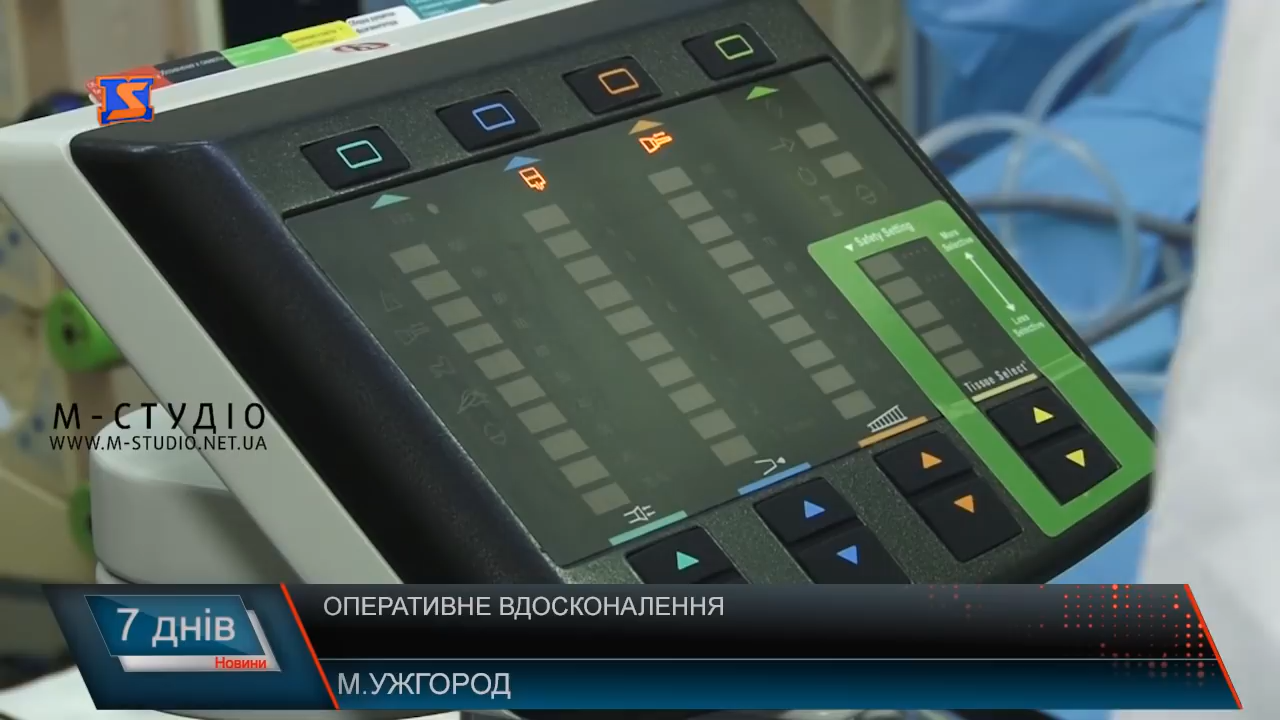 Safety Setting
More
Selective
Less
Selective
Tissue Select
М-СТУДІО
WWW.M-STUDIO.NET.UA
7 днів
Новини
ОПЕРАТИВНЕ ВДОСКОНАЛЕННЯ
М.УЖГОРОД